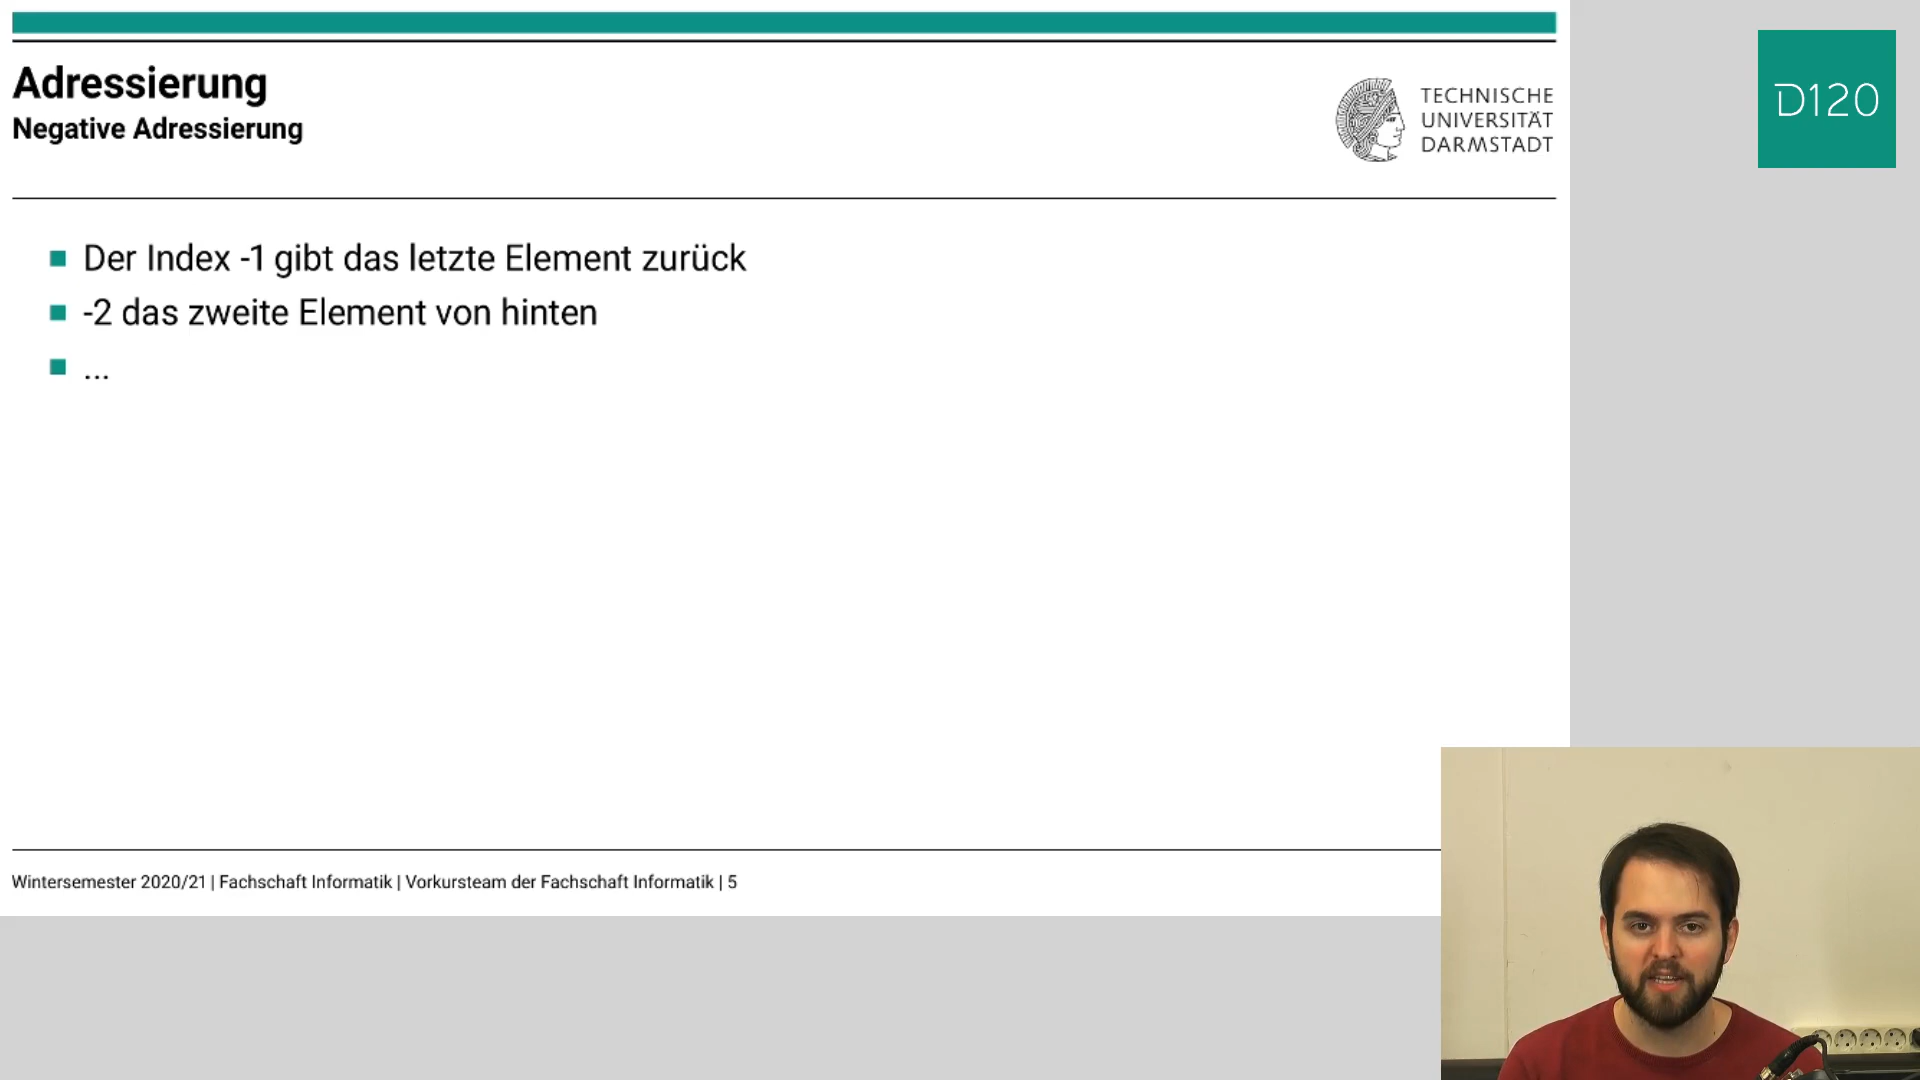 Adressierung
Negative Adressierung
TECHNISCHE
UNIVERSITÄT
DARMSTADT
D120
Der Index -1 gibt das letzte Element zurück
-2 das zweite Element von hinten
...
Wintersemester 2020/21 | Fachschaft Informatik | Vorkursteam der Fachschaft Informatik | 5